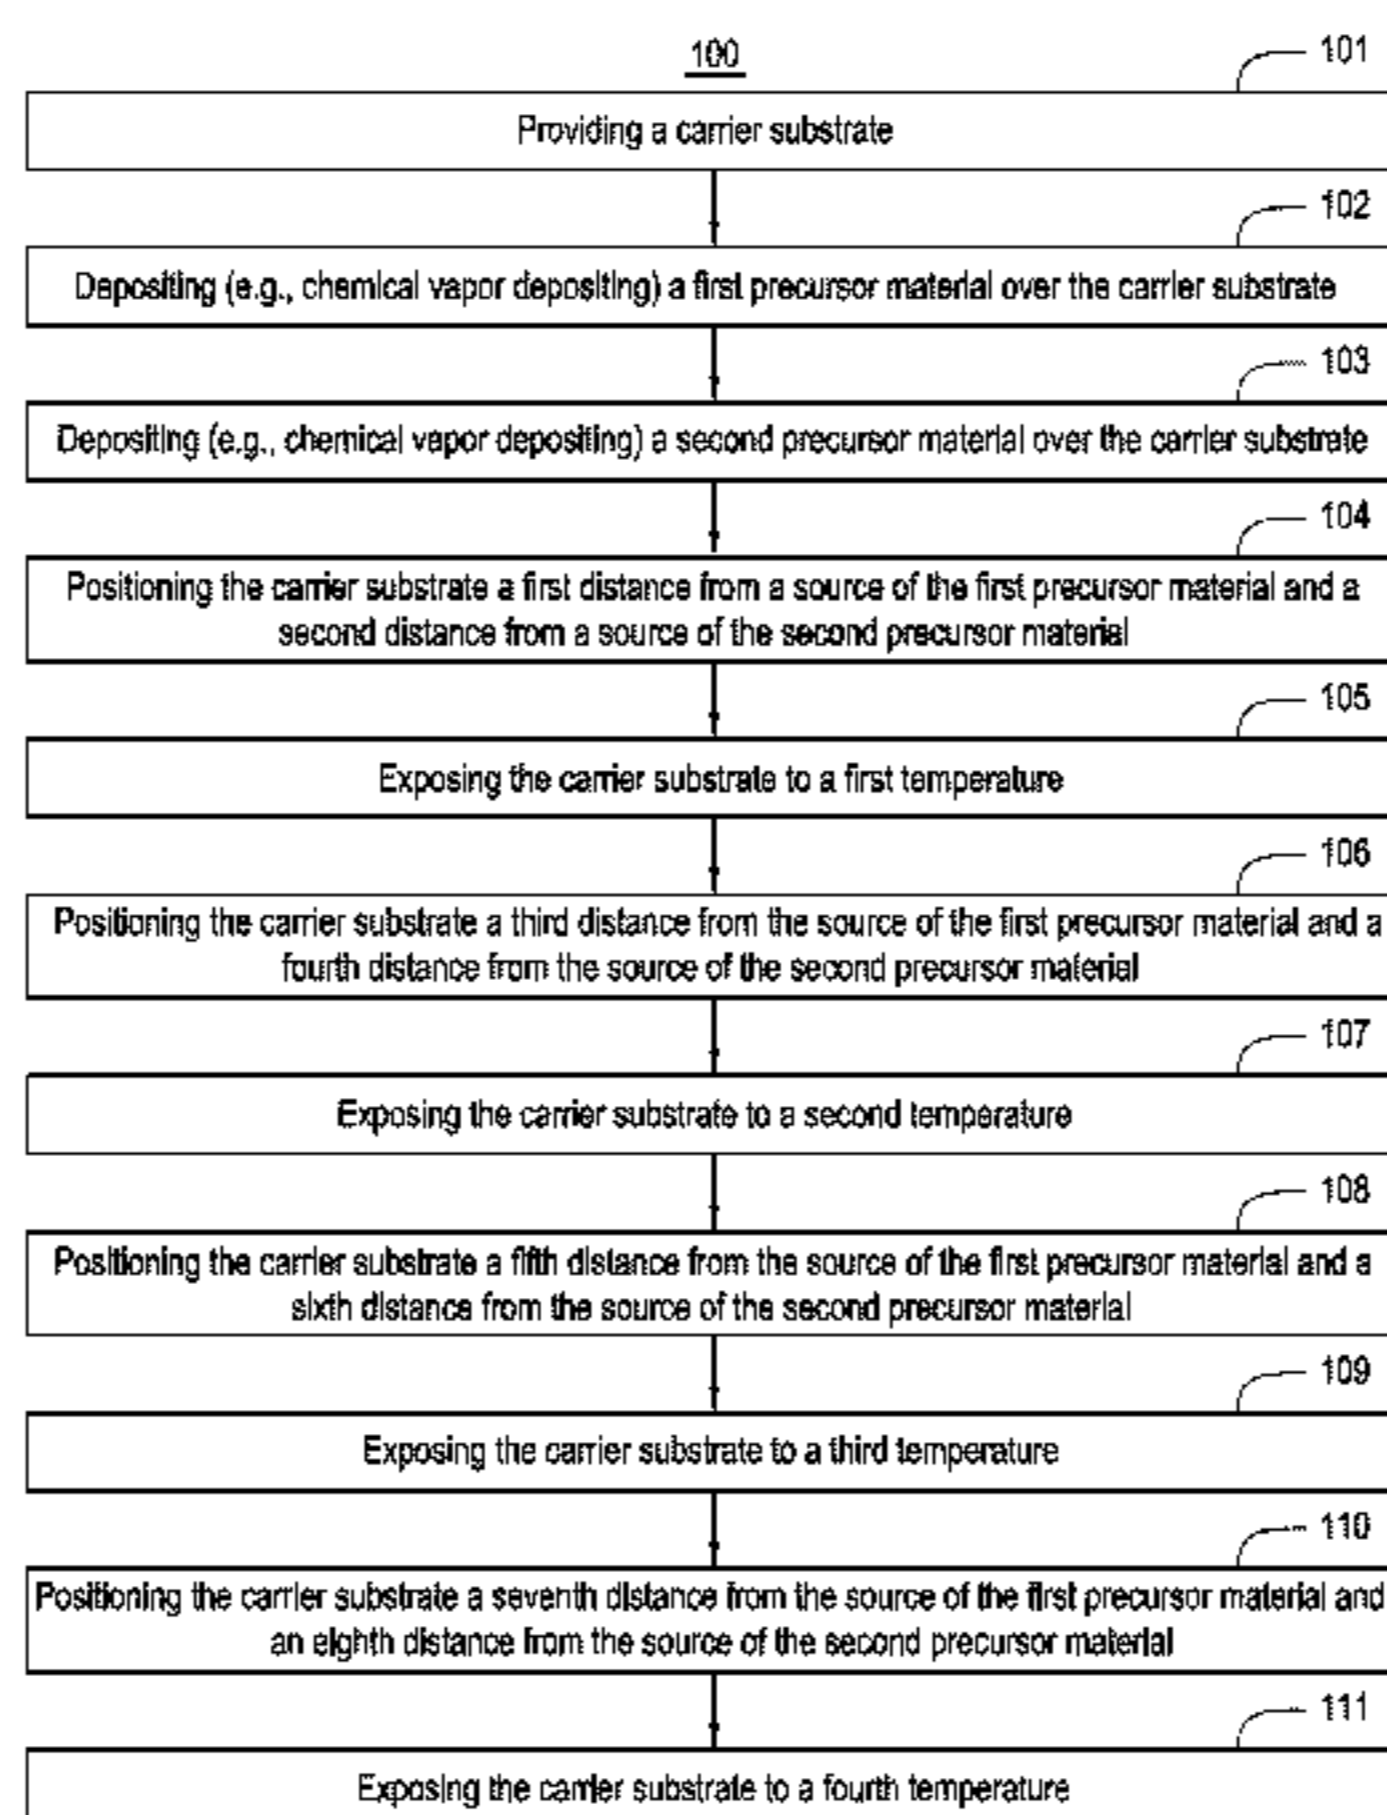 100
101
Providing a carrier substrate
102
Depositing (e.g., chemical vapor depositing) a first precursor material over the carrier substrate
103
Depositing (e.g., chemical vapor depositing) a second precursor material over the carrier substrate
104
Positioning the carrier substrate a first distance from a source of the first precursor material and a
second distance from a source of the second precursor material
105
Exposing the carrier substrate to a first temperature
106
Positioning the carrier substrate a third distance from the source of the first precursor material and a
fourth distance from the source of the second precursor material
107
Exposing the carrier substrate to a second temperature
108
Positioning the carrier substrate a fifth distance from the source of the first precursor material and a
sixth distance from the source of the second precursor material
109
Exposing the carrier substrate to a third temperature
110
Positioning the carrier substrate a seventh distance from the source of the first precursor material and
an eighth distance from the source of the second precursor material
111
Exposing the carrier substrate to a fourth temperature